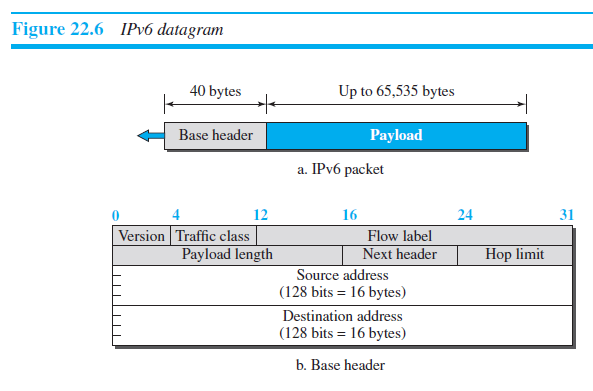 Figure 22.6 IPv6 datagram
40 bytes Up to 65,535 bytes
Base header Payload
a. IPv6 packet
0 4 12 16 24 31
Version Traffic class Flow label
Payload length Next header Hop limit
Source address
(128 bits = 16 bytes)
Destination address
(128 bits = 16 bytes)
b. Base header